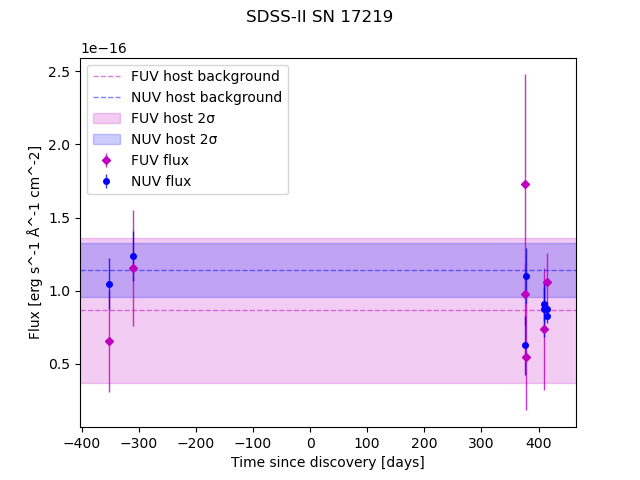 SDSS-II SN 17219
1e−16
FUV host background
NUV host background
FUV host 2σ
NUV host 2σ
FUV flux
NUV flux
2.5
2.0
1.5
1.0
0.5
Flux [erg s^-1 Å^-1 cm^-2]
−400 −300 −200 −100 0 100 200 300 400
Time since discovery [days]